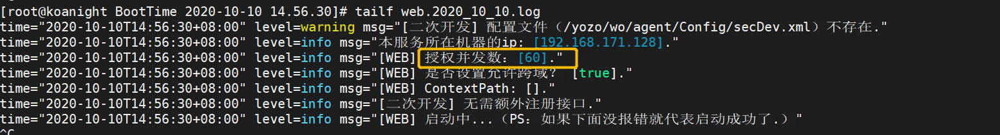 [root@koanight BootTime 2020-10-10 14.56.30]# tailf web.2020_10_10.log
time="2020-10-10T14:56:30+08:00" level=warning msg="[二次开发] 配置文件（/yozo/wo/agent/Config/secDev.xml）不存在."
time="2020-10-10T14:56:30+08:00" level=info msg="本服务所在机器的ip: [192.168.171.128]."
time="2020-10-10T14:56:30+08:00" level=info msg="[WEB] 授权并发数：[60]."
time="2020-10-10T14:56:30+08:00" level=info msg="[WEB] 是否设置允许跨域？ [true]."
time="2020-10-10T14:56:30+08:00" level=info msg="[WEB] ContextPath: []."
time="2020-10-10T14:56:30+08:00" level=info msg="[二次开发] 无需额外注册接口."
time="2020-10-10T14:56:30+08:00" level=info msg="[WEB] 启动中...（PS：如果下面没报错就代表启动成功了.）"
^C